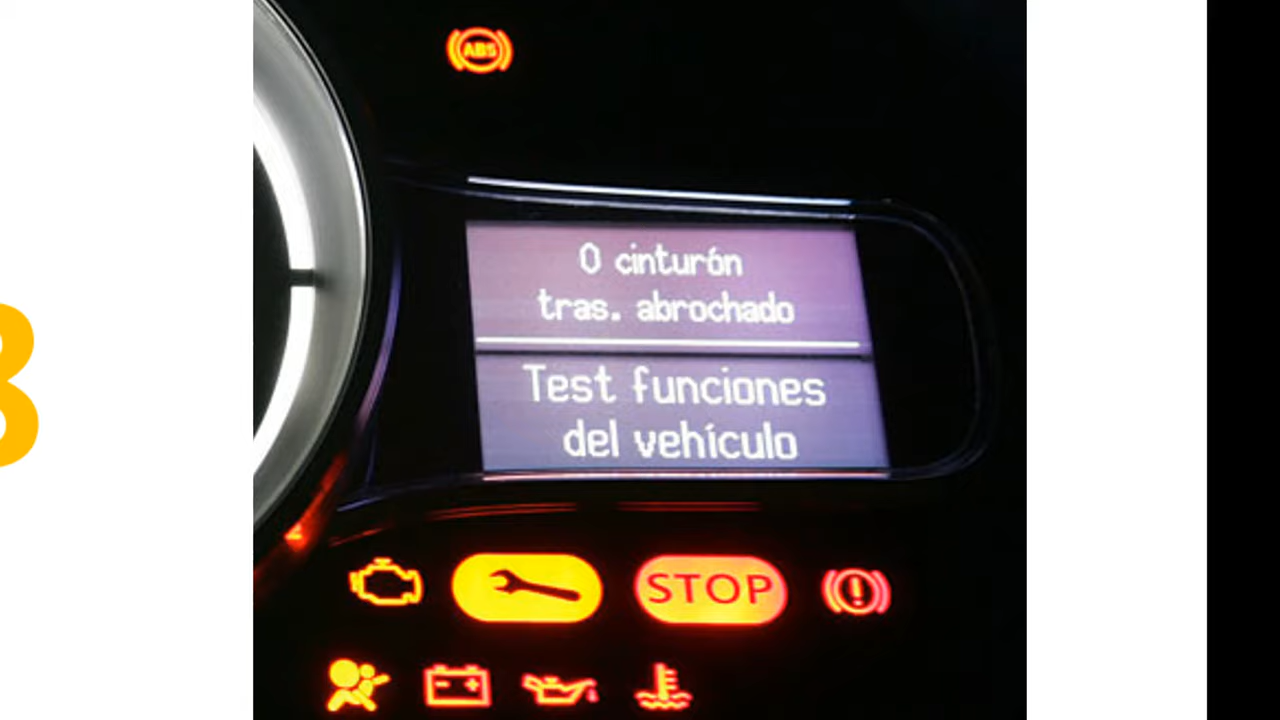 ABS
0 cinturón
tras. abrochado
Test funciones
del vehículo
STOP